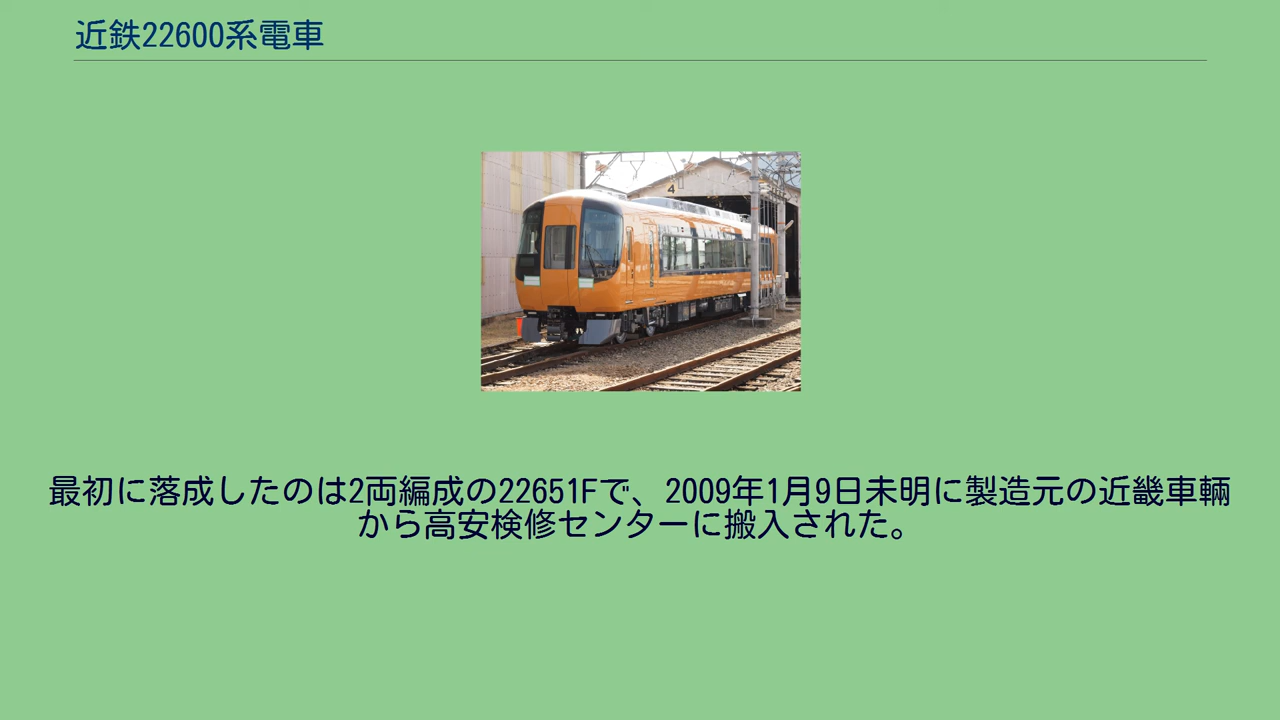 近鉄22600系電車
4
最初に落成したのは2両編成の22651Fで、2009年1月9日未明に製造元の近畿車輛
から高安検修センターに搬入された。